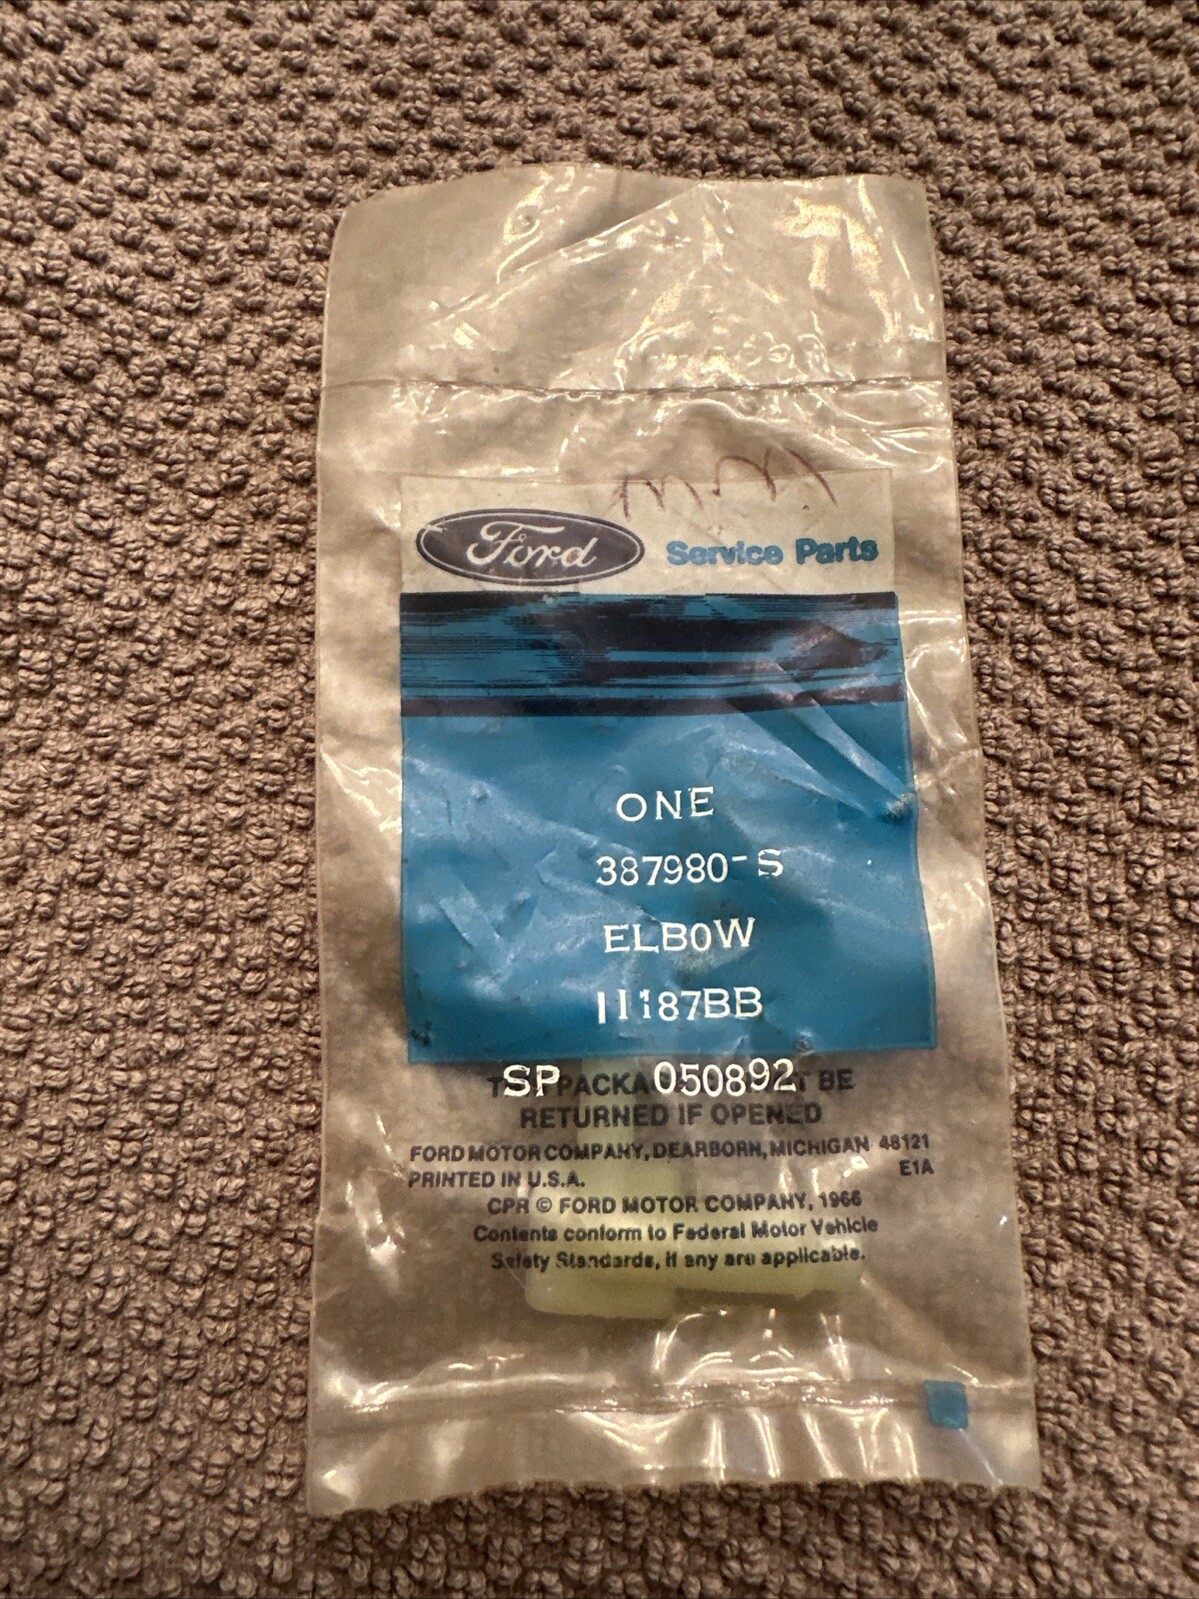 Ford Service Parts
ONE
387980-S
ELBOW
11187BB
SP 050892
RETURNED IF OPENED
FORD MOTOR COMPANY, DEARBORN, MICHIGAN 48121
PRINTED IN U.S.A. E1A
CPR © FORD MOTOR COMPANY, 1966
Contents conform to Federal Motor Vehicle
Safety Standards, if any are applicable.